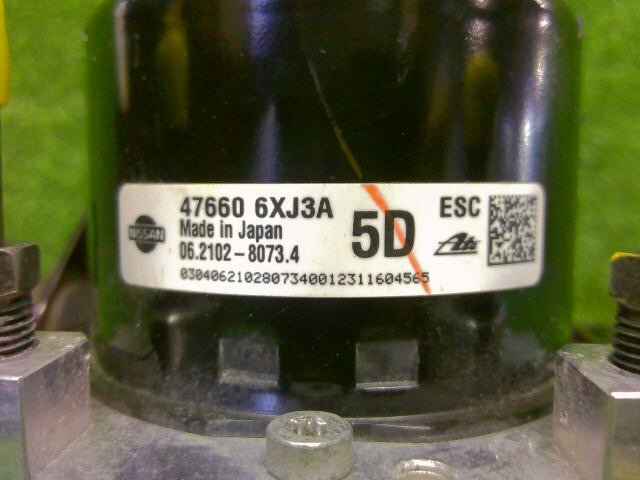 NISSAN
47660 6XJ3A
Made in Japan
06.2102-8073.4
0304062102807340012311604565
5D
ESC
Ate